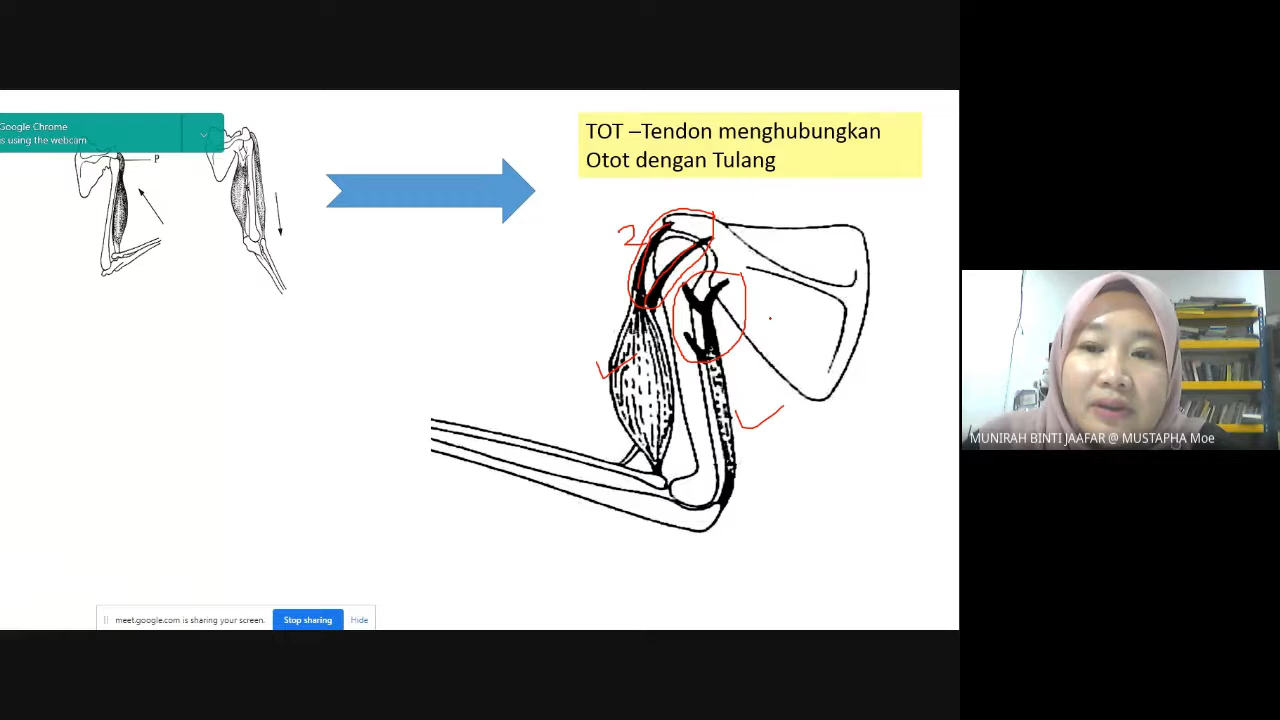 Google Chrome
is using the webcam
P
TOT –Tendon menghubungkan
Otot dengan Tulang
2
MUNIRAH BINTI JAAFAR @ MUSTAPHA Moe
meet.google.com is sharing your screen.
Stop sharing
Hide